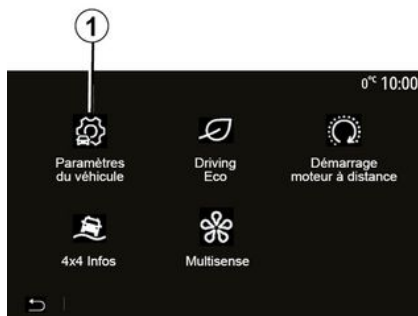 1
0°C 10:00
Paramètres
du véhicule
Driving
Eco
Démarrage
moteur à distance
4x4 Infos
Multisense